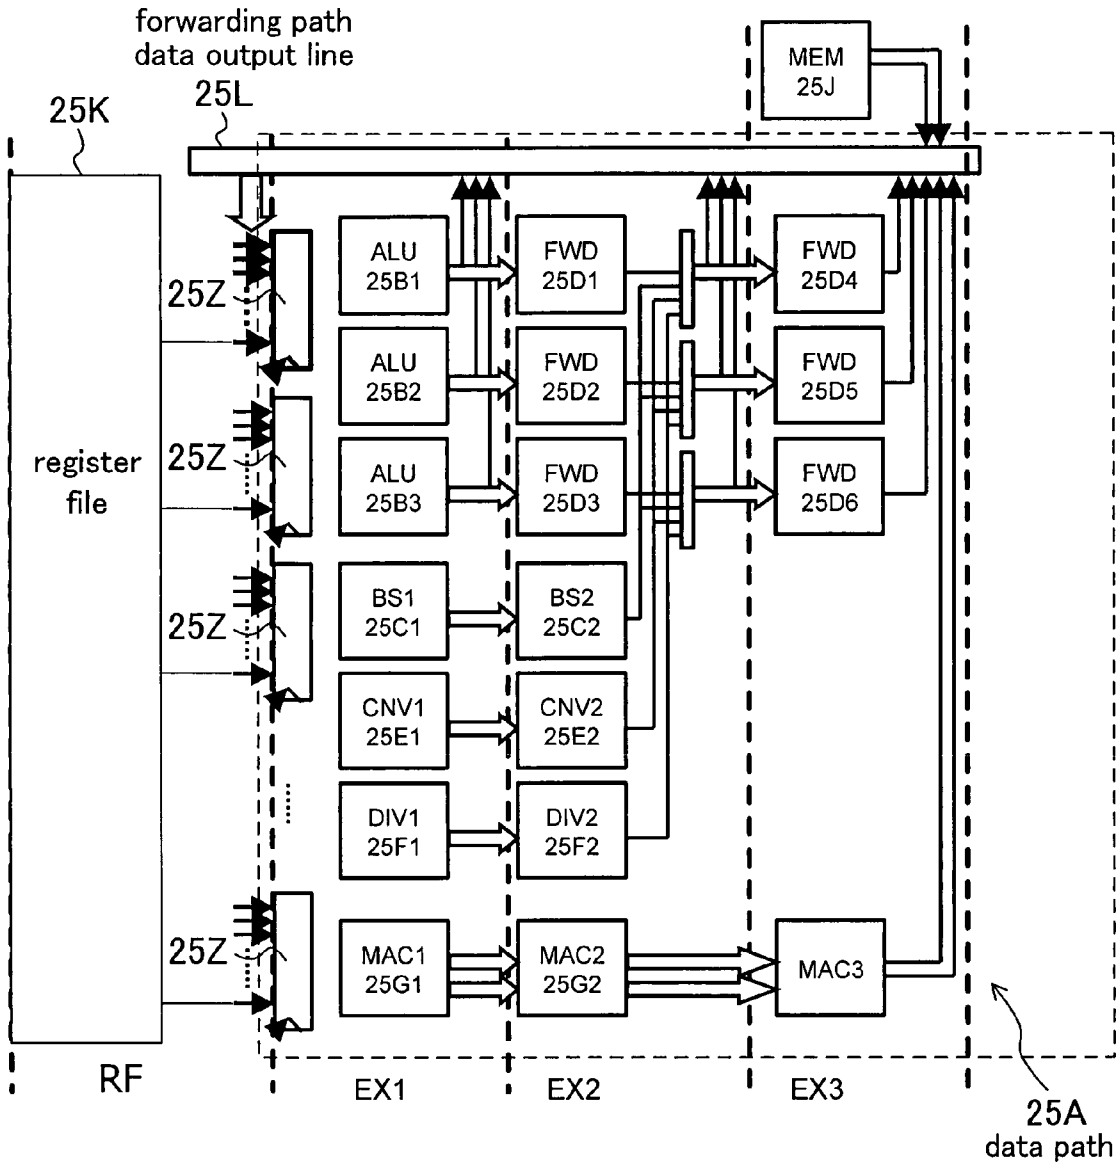 forwarding path
data output line
25L
25K
MEM
25J
ALU
25B1
FWD
25D1
FWD
25D4
25Z
ALU
25B2
FWD
25D2
FWD
25D5
25Z
register
file
ALU
25B3
FWD
25D3
FWD
25D6
BS1
25C1
BS2
25C2
25Z
CNV1
25E1
CNV2
25E2
DIV1
25F1
DIV2
25F2
25Z
MAC1
25G1
MAC2
25G2
MAC3
RF
EX1
EX2
EX3
25A
data path